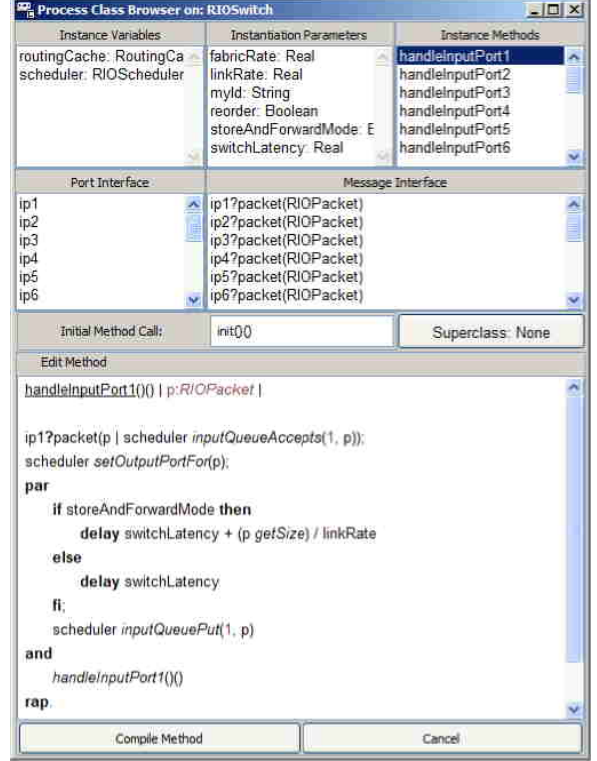 Process Class Browser on: RIOSwitch
Instance Variables
routingCache: RoutingCa
scheduler: RIOScheduler
Instantiation Parameters
fabricRate: Real
linkRate: Real
myId: String
reorder: Boolean
storeAndForwardMode: E
switchLatency: Real
Instance Methods
handleInputPort1
handleInputPort2
handleInputPort3
handleInputPort4
handleInputPort5
handleInputPort6
Port Interface
ip1
ip2
ip3
ip4
ip5
ip6
Message Interface
ip1?packet(RIOPacket)
ip2?packet(RIOPacket)
ip3?packet(RIOPacket)
ip4?packet(RIOPacket)
ip5?packet(RIOPacket)
ip6?packet(RIOPacket)
Initial Method Call:
init()()
Superclass: None
Edit Method
handleInputPort1()() | p:RIOPacket |
ip1?packet(p | scheduler inputQueueAccepts(1, p));
scheduler setOutputPortFor(p);
par
if storeAndForwardMode then
delay switchLatency + (p getSize) / linkRate
else
delay switchLatency
fi;
scheduler inputQueuePut(1, p)
and
handleInputPort1()()
rap.
Compile Method
Cancel